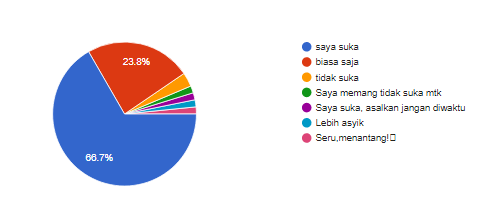 23.8%
66.7%
saya suka
biasa saja
tidak suka
Saya memang tidak suka mtk
Saya suka, asalkan jangan diwaktu
Lebih asyik
Seru,menantang!